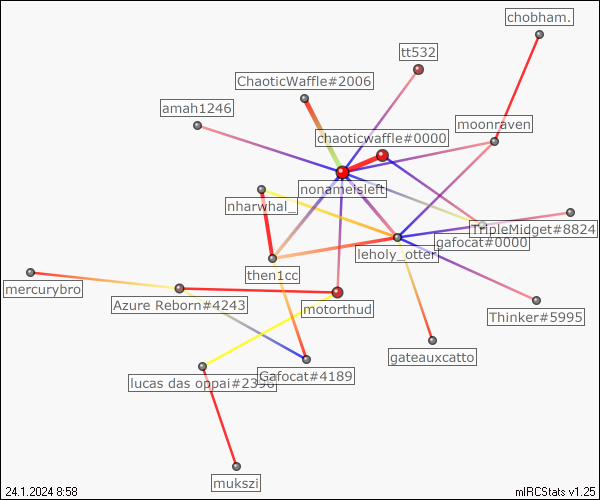 chobham.
tt532
ChaoticWaffle#2006
amah1246
moonraven
chaoticwaffle#0000
nonameisleft
nharwhal_
TripleMidget#8824
gafocat#0000
leholy_otter
then1cc
mercurybro
Azure Reborn#4243
motorthud
Thinker#5995
gateauxcatto
Gafocat#4189
lucas das oppai#2398
mukszi
24.1.2024 8:58
mIRCStats v1.25